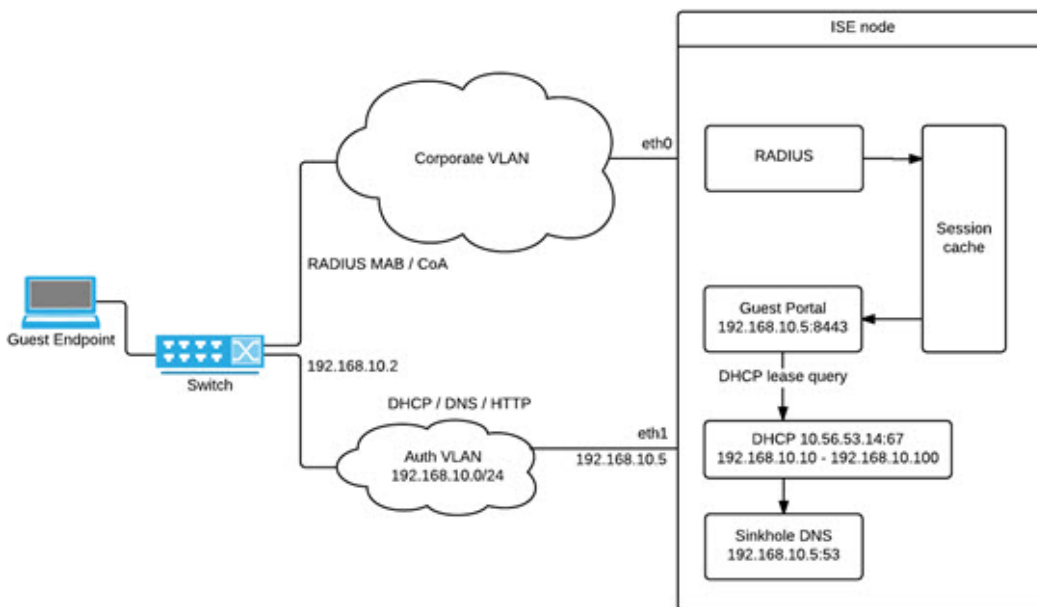 ISE node
Corporate VLAN
eth0
RADIUS
Session
cache
RADIUS MAB / CoA
Guest Endpoint
Switch
192.168.10.2
Guest Portal
192.168.10.5:8443
DHCP lease query
DHCP / DNS / HTTP
eth1
192.168.10.5
Auth VLAN
192.168.10.0/24
DHCP 10.56.53.14:67
192.168.10.10 - 192.168.10.100
Sinkhole DNS
192.168.10.5:53